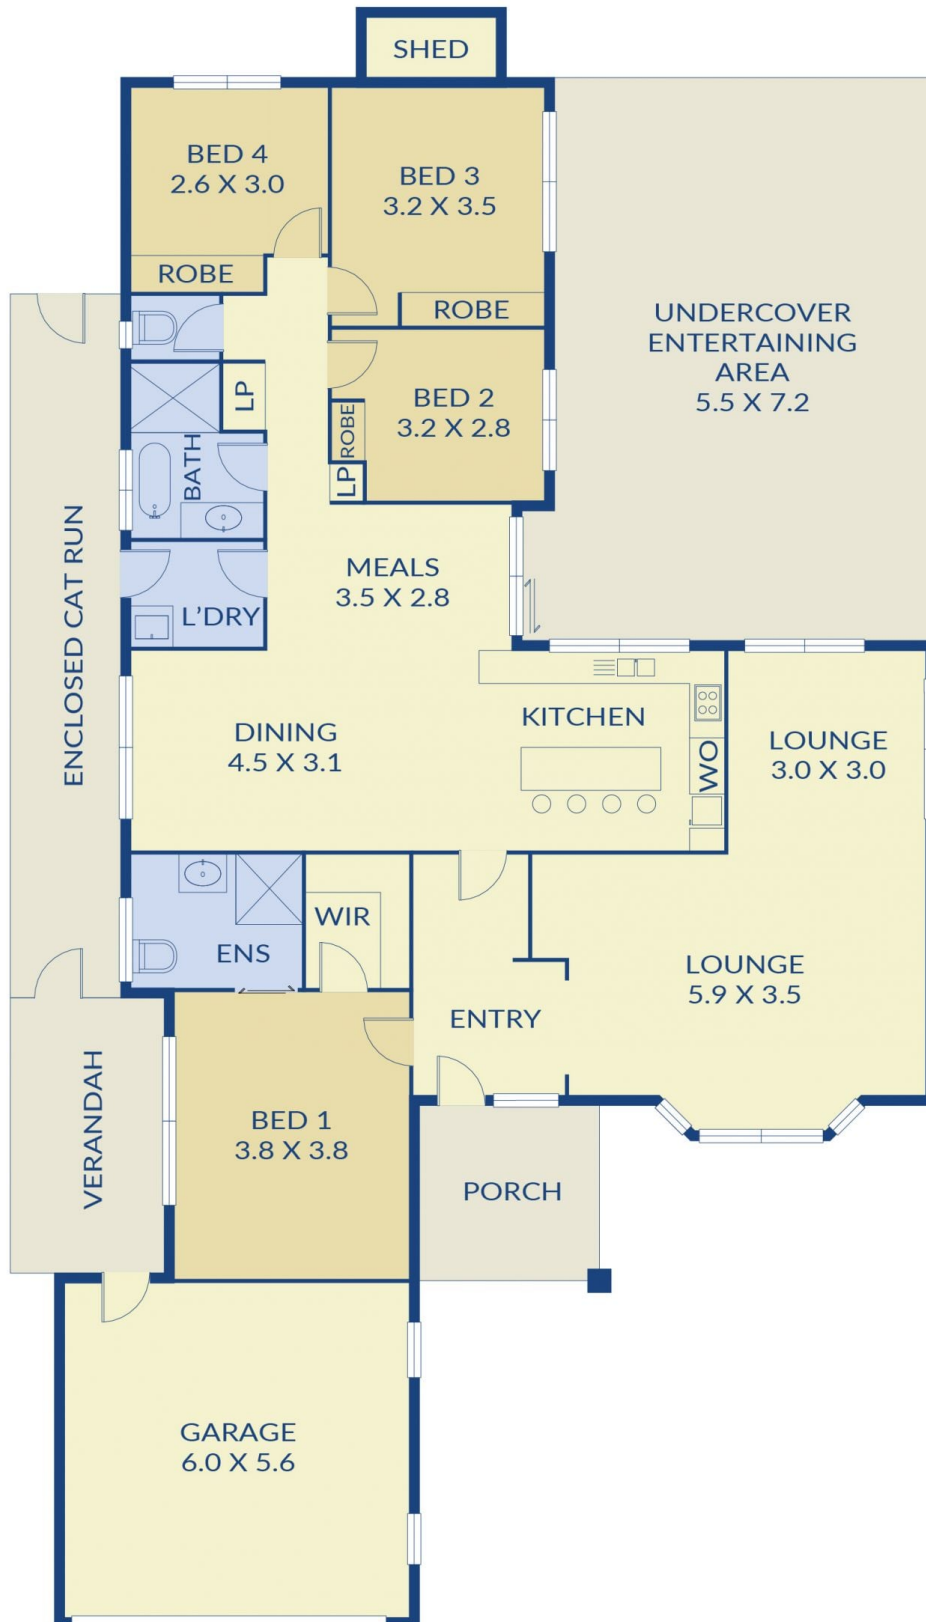 SHED
BED 4
2.6 X 3.0
BED 3
3.2 X 3.5
ROBE
ROBE
UNDERCOVER
ENTERTAINING
AREA
5.5 X 7.2
LP
BED 2
3.2 X 2.8
ROBE
LP
BATH
ENCLOSED CAT RUN
MEALS
3.5 X 2.8
L'DRY
DINING
4.5 X 3.1
KITCHEN
WO
LOUNGE
3.0 X 3.0
WIR
ENS
LOUNGE
5.9 X 3.5
ENTRY
VERANDAH
BED 1
3.8 X 3.8
PORCH
GARAGE
6.0 X 5.6